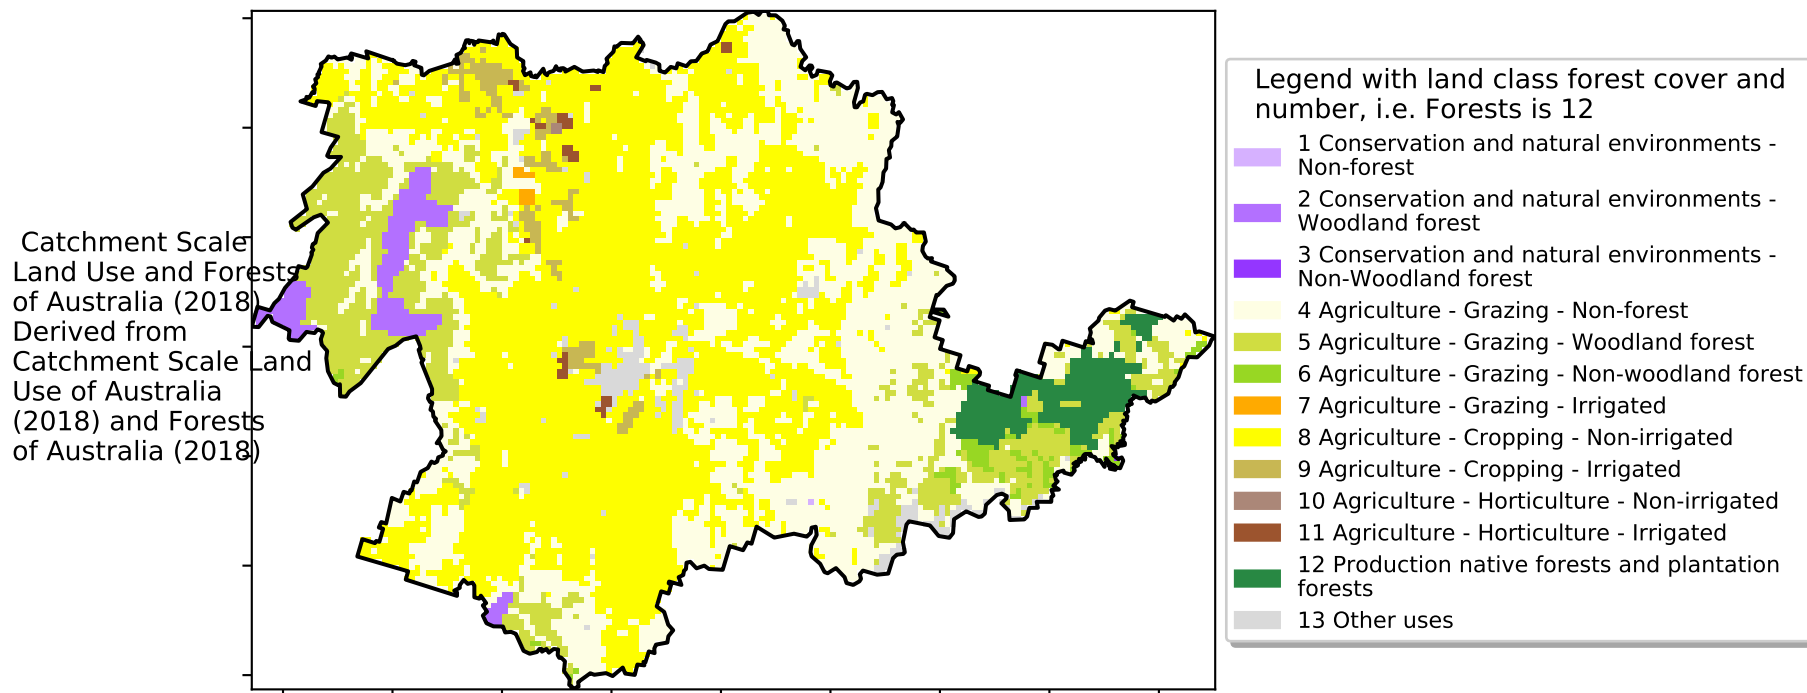 Catchment Scale
Land Use and Forests
of Australia (2018)
Derived from
Catchment Scale Land
Use of Australia
(2018) and Forests
of Australia (2018)
Legend with land class forest cover and
number, i.e. Forests is 12
1 Conservation and natural environments -
Non-forest
2 Conservation and natural environments -
Woodland forest
3 Conservation and natural environments -
Non-Woodland forest
4 Agriculture - Grazing - Non-forest
5 Agriculture - Grazing - Woodland forest
6 Agriculture - Grazing - Non-woodland forest
7 Agriculture - Grazing - Irrigated
8 Agriculture - Cropping - Non-irrigated
9 Agriculture - Cropping - Irrigated
10 Agriculture - Horticulture - Non-irrigated
11 Agriculture - Horticulture - Irrigated
12 Production native forests and plantation
forests
13 Other uses